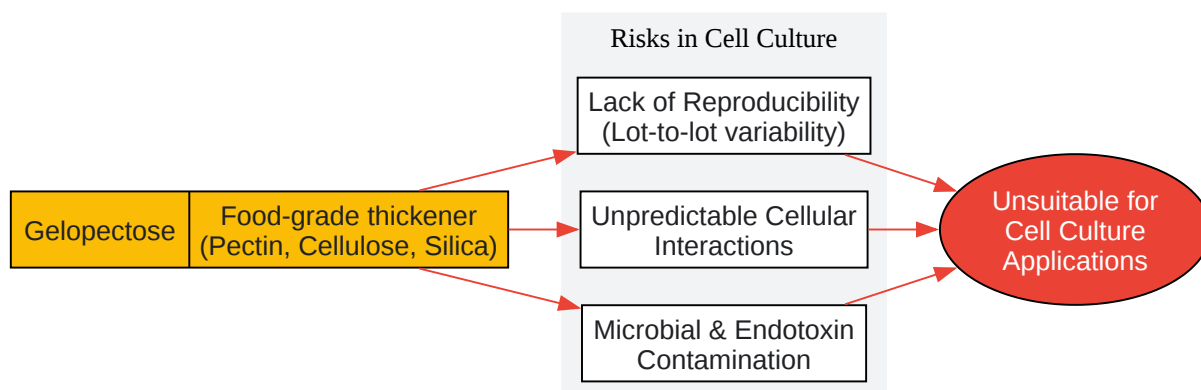 Risks in Cell Culture
Lack of Reproducibility
(Lot-to-lot variability)
Gelopectose
Food-grade thickener
(Pectin, Cellulose, Silica)
Unpredictable Cellular
Interactions
Unsuitable for
Cell Culture
Applications
Microbial & Endotoxin
Contamination